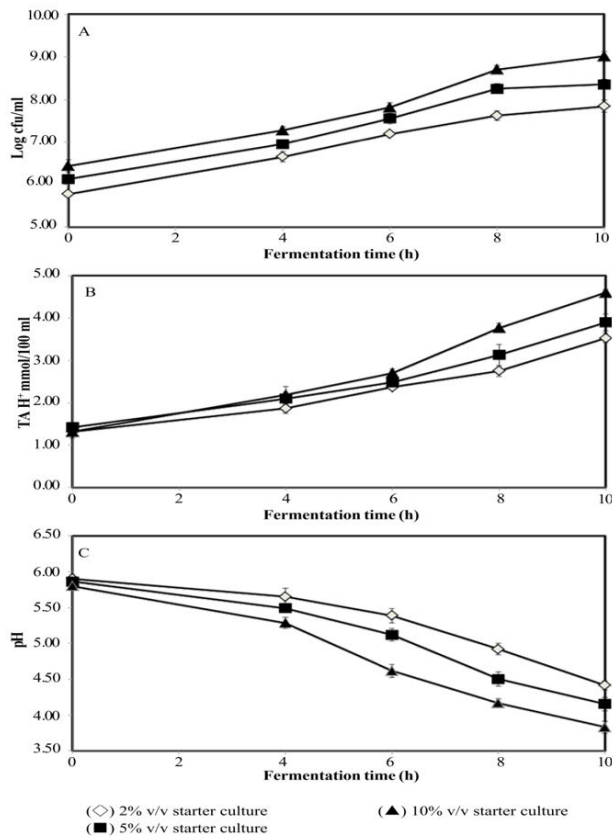 A
10.00
9.00
8.00
7.00
6.00
5.00
Log cfu/ml
0 2 4 6 8 10
Fermentation time (h)
B
5.00
4.00
3.00
2.00
1.00
0.00
TA H⁺ mmol/100 ml
0 2 4 6 8 10
Fermentation time (h)
C
6.50
6.00
5.50
5.00
4.50
4.00
3.50
pH
0 2 4 6 8 10
Fermentation time (h)
(◇) 2% v/v starter culture (▲) 10% v/v starter culture
(■) 5% v/v starter culture